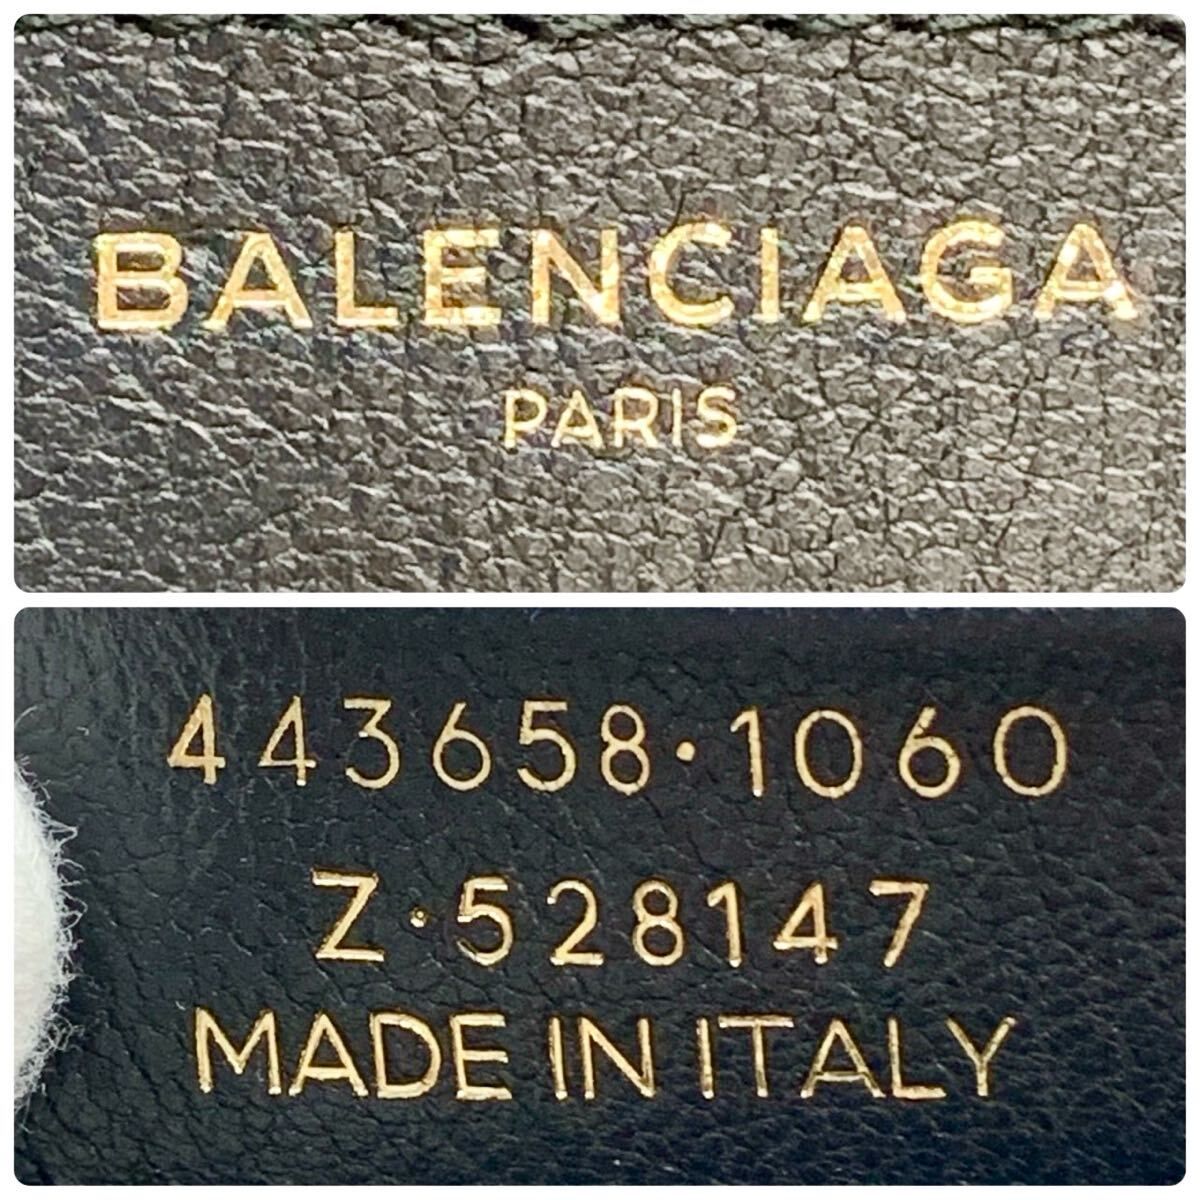 BALENCIAGA
PARIS
443658·1060
Z·528147
MADE IN ITALY